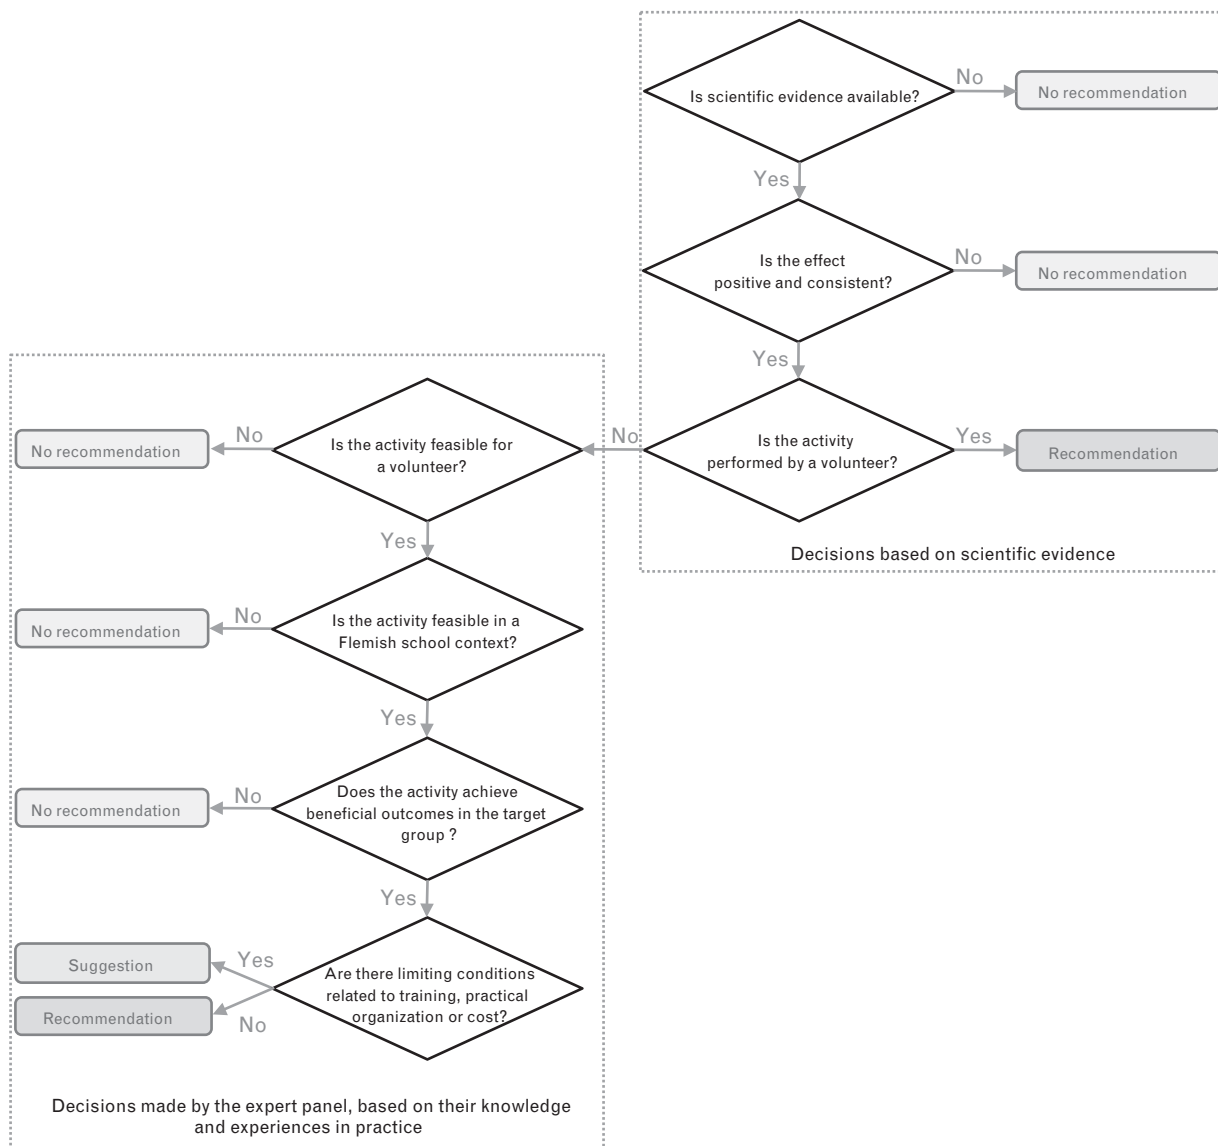 Is scientific evidence available?
No
No recommendation
Yes
Is the effect
positive and consistent?
No
No recommendation
Yes
Is the activity
performed by a volunteer?
Yes
Recommendation
No
Decisions based on scientific evidence
Is the activity feasible for
a volunteer?
No
No recommendation
Yes
Is the activity feasible in a
Flemish school context?
No
No recommendation
Yes
Does the activity achieve
beneficial outcomes in the target
group ?
No
No recommendation
Yes
Are there limiting conditions
related to training, practical
organization or cost?
Yes
Suggestion
No
Recommendation
Decisions made by the expert panel, based on their knowledge
and experiences in practice